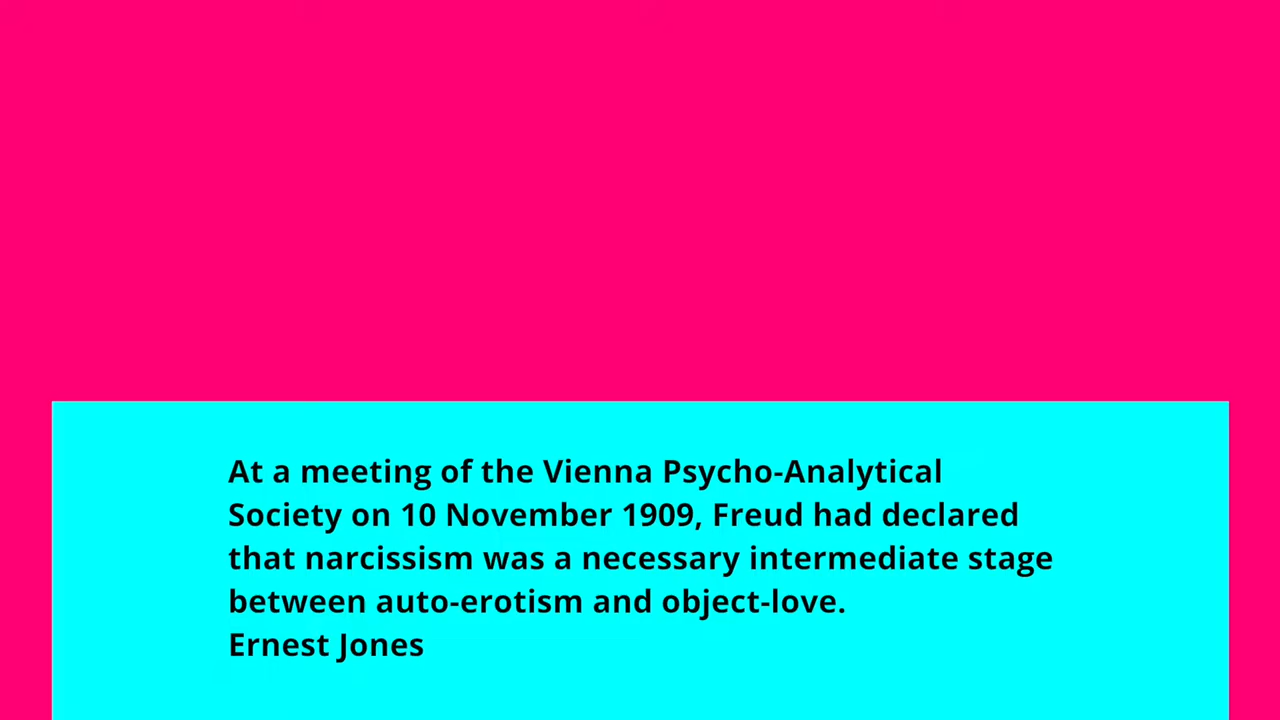 At a meeting of the Vienna Psycho-Analytical
Society on 10 November 1909, Freud had declared
that narcissism was a necessary intermediate stage
between auto-erotism and object-love.
Ernest Jones